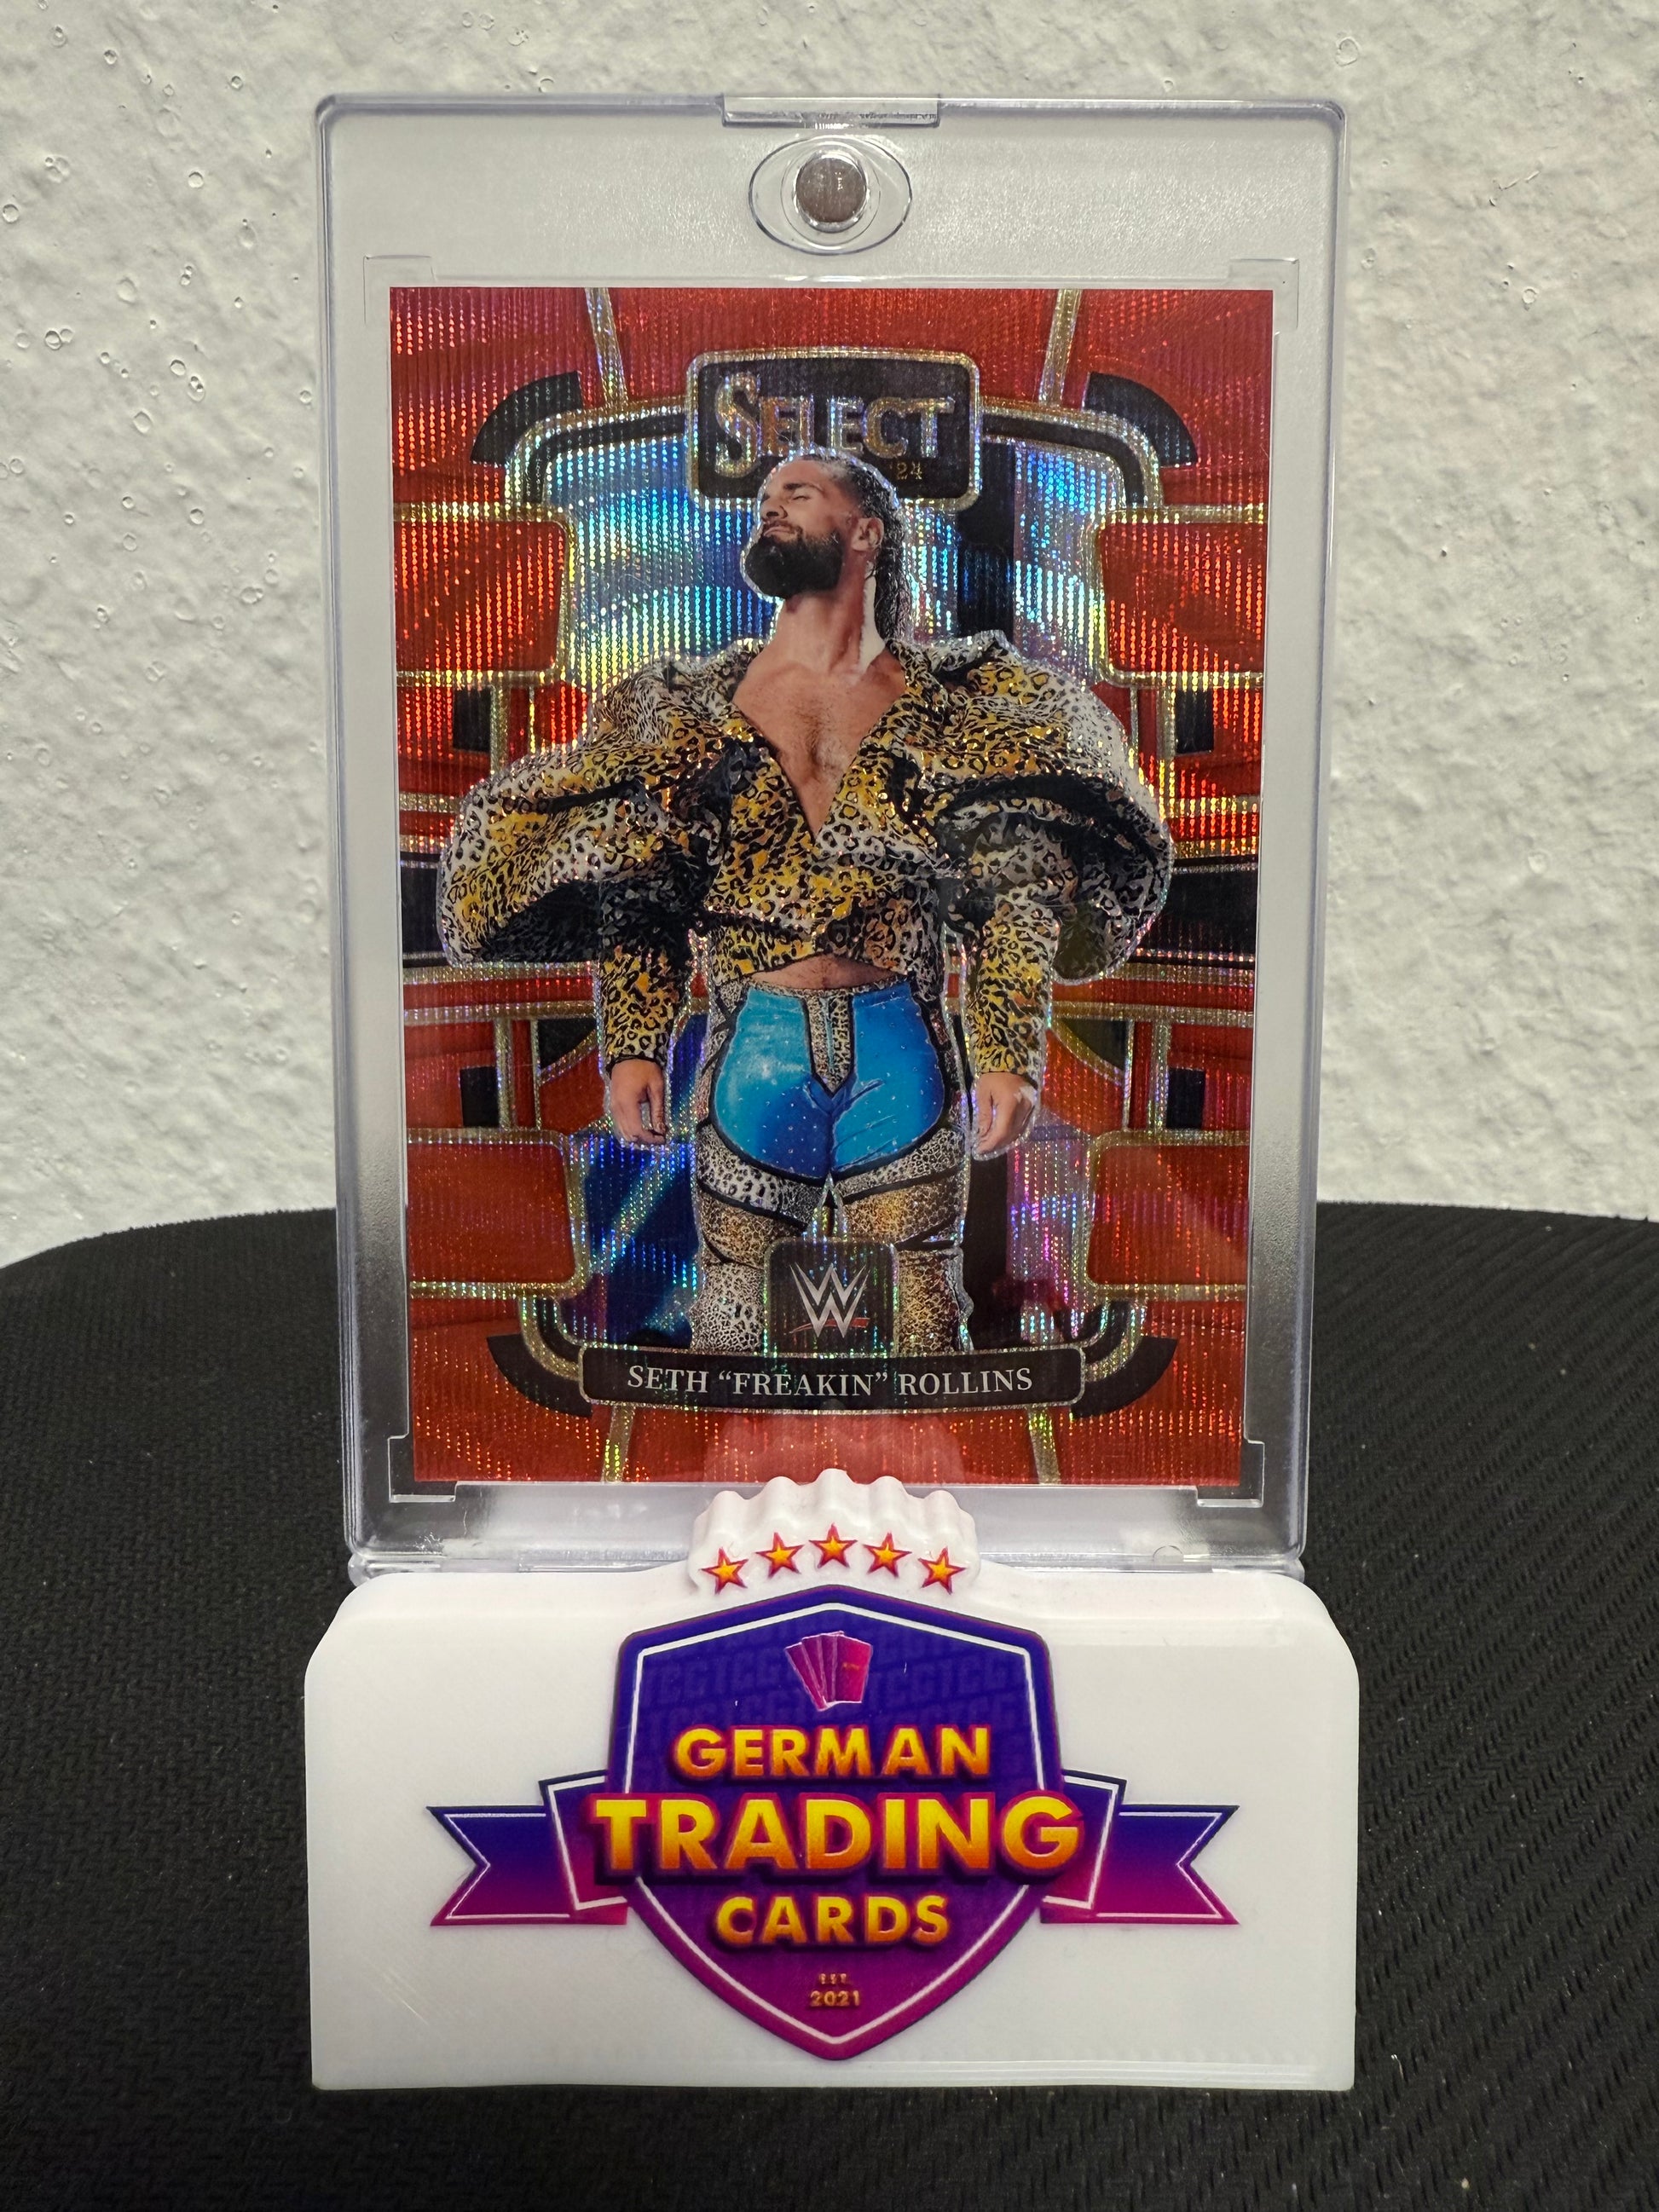 SELECT
SETH “FREAKIN” ROLLINS
GERMAN
TRADING
CARDS
EST.
2021